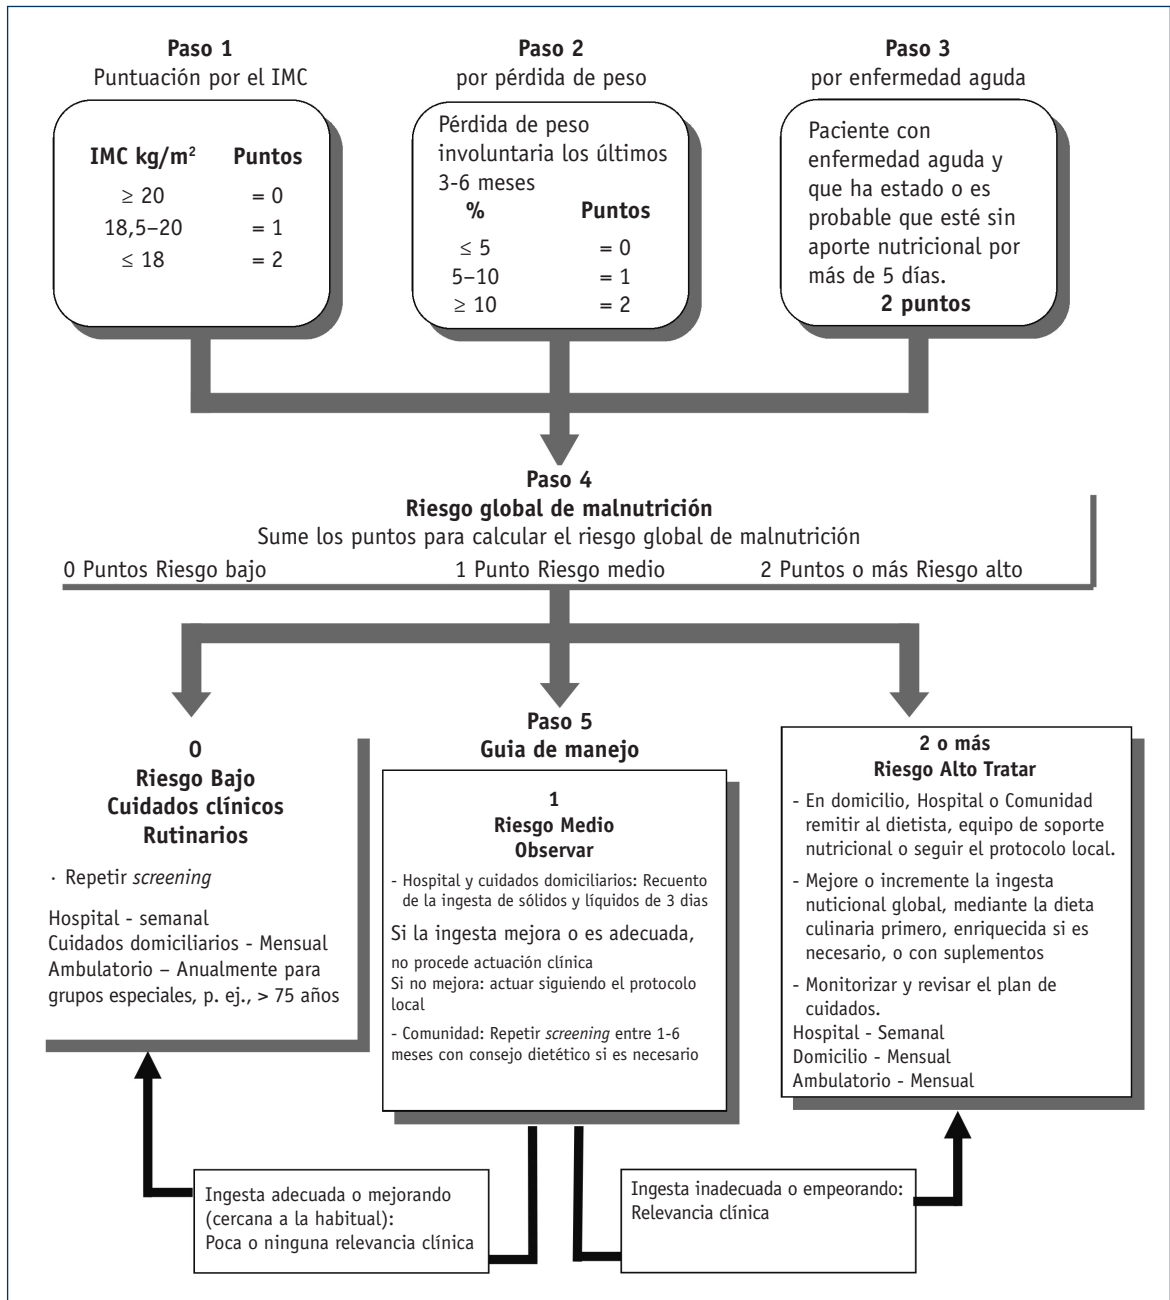 Paso 1
Puntuación por el IMC
IMC kg/m² Puntos
≥ 20 = 0
18,5–20 = 1
≤ 18 = 2
Paso 2
por pérdida de peso
Pérdida de peso
involuntaria los últimos
3-6 meses
% Puntos
≤ 5 = 0
5–10 = 1
≥ 10 = 2
Paso 3
por enfermedad aguda
Paciente con
enfermedad aguda y
que ha estado o es
probable que esté sin
aporte nutricional por
más de 5 días.
2 puntos
Paso 4
Riesgo global de malnutrición
Sume los puntos para calcular el riesgo global de malnutrición
0 Puntos Riesgo bajo 1 Punto Riesgo medio 2 Puntos o más Riesgo alto
Paso 5
Guia de manejo
0
Riesgo Bajo
Cuidados clínicos
Rutinarios
· Repetir screening
Hospital - semanal
Cuidados domiciliarios - Mensual
Ambulatorio – Anualmente para
grupos especiales, p. ej., > 75 años
1
Riesgo Medio
Observar
- Hospital y cuidados domiciliarios: Recuento
de la ingesta de sólidos y líquidos de 3 dias
Si la ingesta mejora o es adecuada,
no procede actuación clínica
Si no mejora: actuar siguiendo el protocolo
local
- Comunidad: Repetir screening entre 1-6
meses con consejo dietético si es necesario
2 o más
Riesgo Alto Tratar
- En domicilio, Hospital o Comunidad
remitir al dietista, equipo de soporte
nutricional o seguir el protocolo local.
- Mejore o incremente la ingesta
nuticional global, mediante la dieta
culinaria primero, enriquecida si es
necesario, o con suplementos
- Monitorizar y revisar el plan de
cuidados.
Hospital - Semanal
Domicilio - Mensual
Ambulatorio - Mensual
Ingesta adecuada o mejorando
(cercana a la habitual):
Poca o ninguna relevancia clínica
Ingesta inadecuada o empeorando:
Relevancia clínica